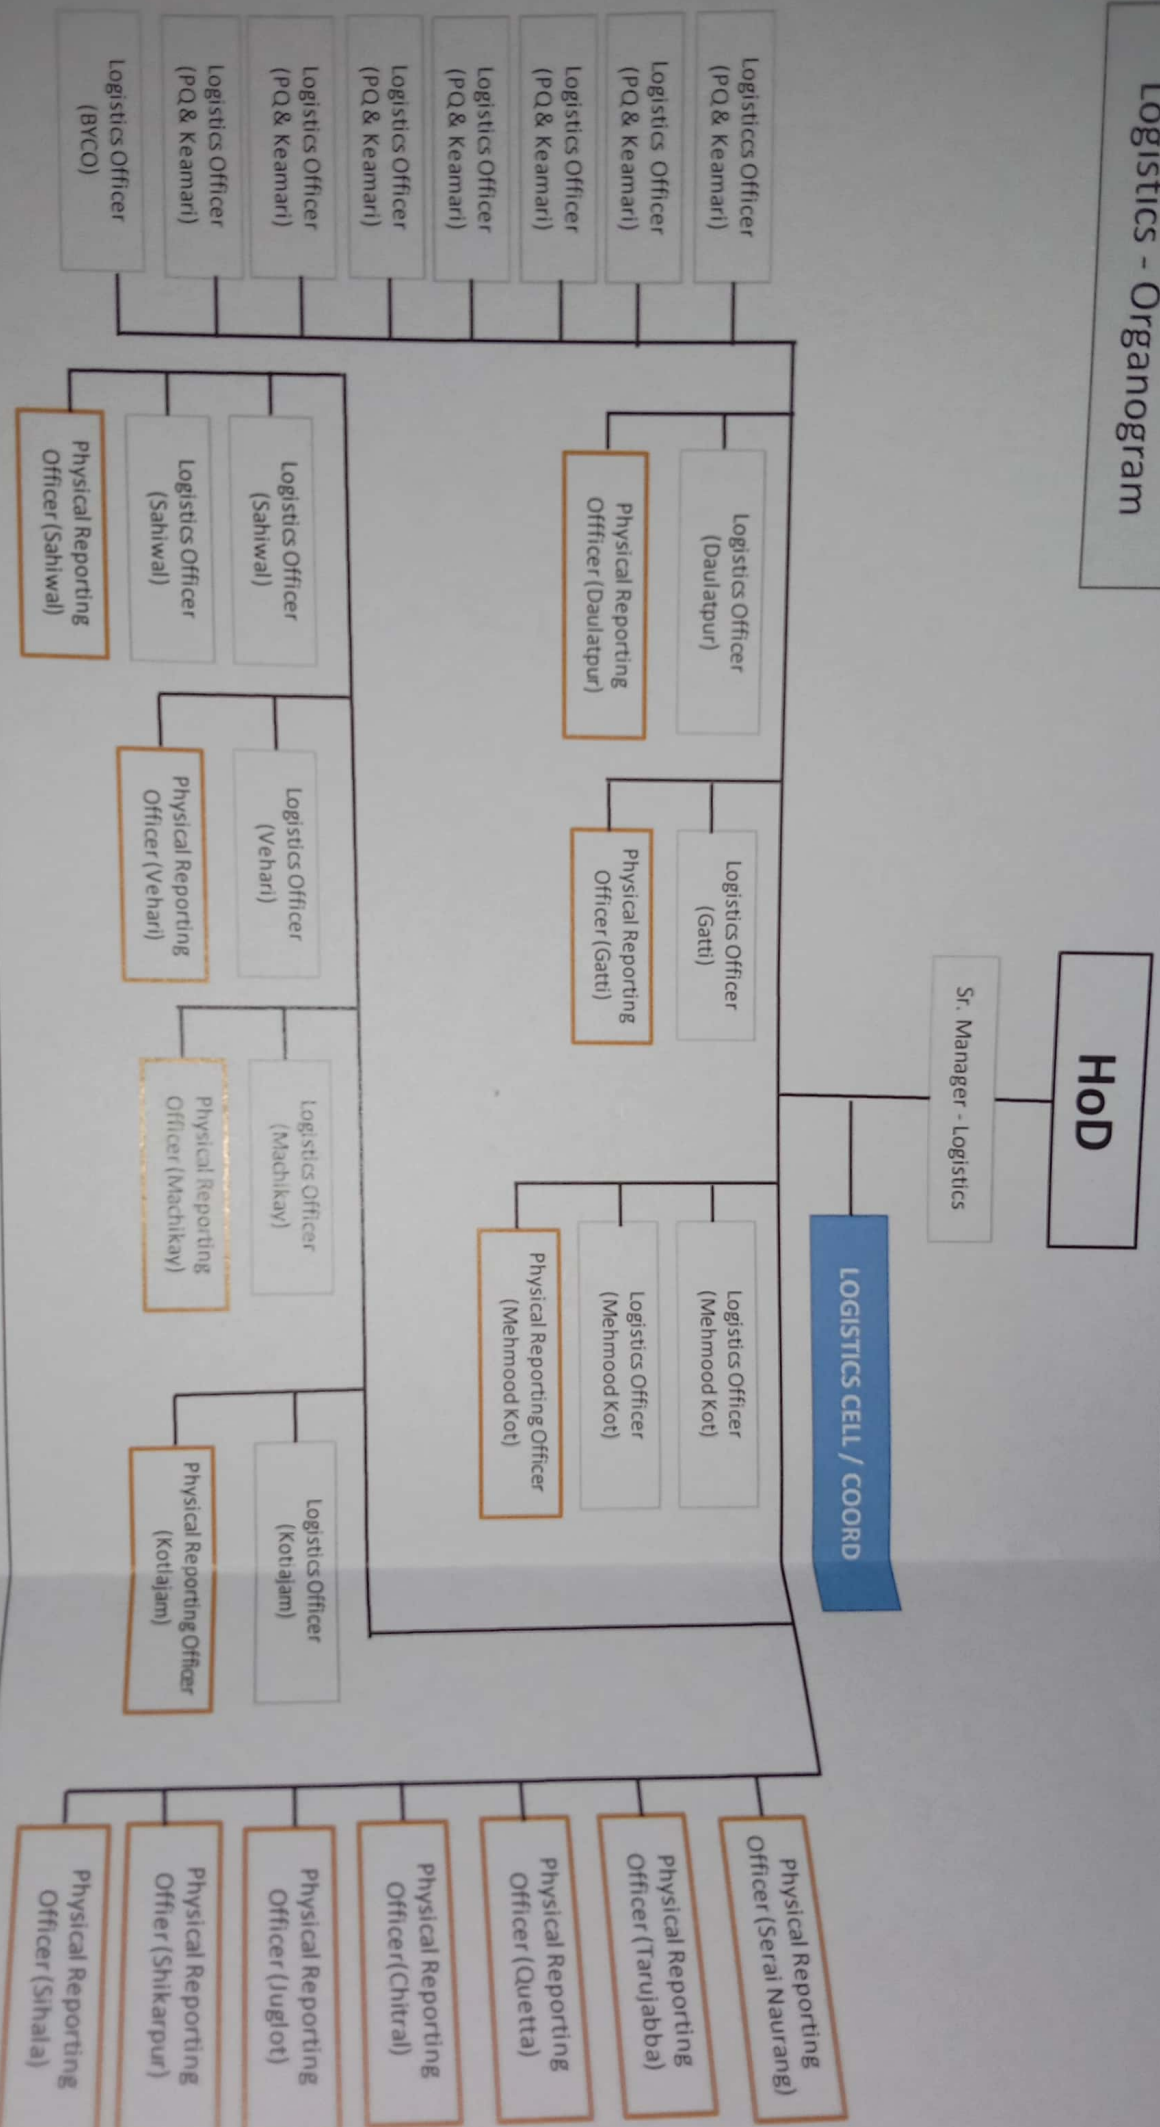 Logistics - Organogram
HoD
Sr. Manager - Logistics
LOGISTICS CELL / COORD
Logisticcs Officer
(PQ & Keamari)
Logistics Officer
(PQ & Keamari)
Logistics Officer
(PQ & Keamari)
Logistics Officer
(PQ & Keamari)
Logistics Officer
(PQ & Keamari)
Logistics Officer
(PQ & Keamari)
Logistics Officer
(PQ & Keamari)
Logistics Officer
(BYCO)
Logistics Officer
(Daulatpur)
Physical Reporting
Offficer (Daulatpur)
Logistics Officer
(Gatti)
Physical Reporting
Officer (Gatti)
Logistics Officer
(Mehmood Kot)
Logistics Officer
(Mehmood Kot)
Physical Reporting Officer
(Mehmood Kot)
Logistics Officer
(Sahiwal)
Logistics Officer
(Sahiwal)
Physical Reporting
Officer (Sahiwal)
Logistics Officer
(Vehari)
Physical Reporting
Officer (Vehari)
Logistics Officer
(Machikay)
Physical Reporting
Officer (Machikay)
Logistics Officer
(Kotlajam)
Physical Reporting Officer
(Kotlajam)
Physical Reporting
Officer (Serai Naurang)
Physical Reporting
Officer (Tarujabba)
Physical Reporting
Officer (Quetta)
Physical Reporting
Officer (Chitral)
Physical Reporting
Officer (Juglot)
Physical Reporting
Offier (Shikarpur)
Physical Reporting
Officer (Sihala)